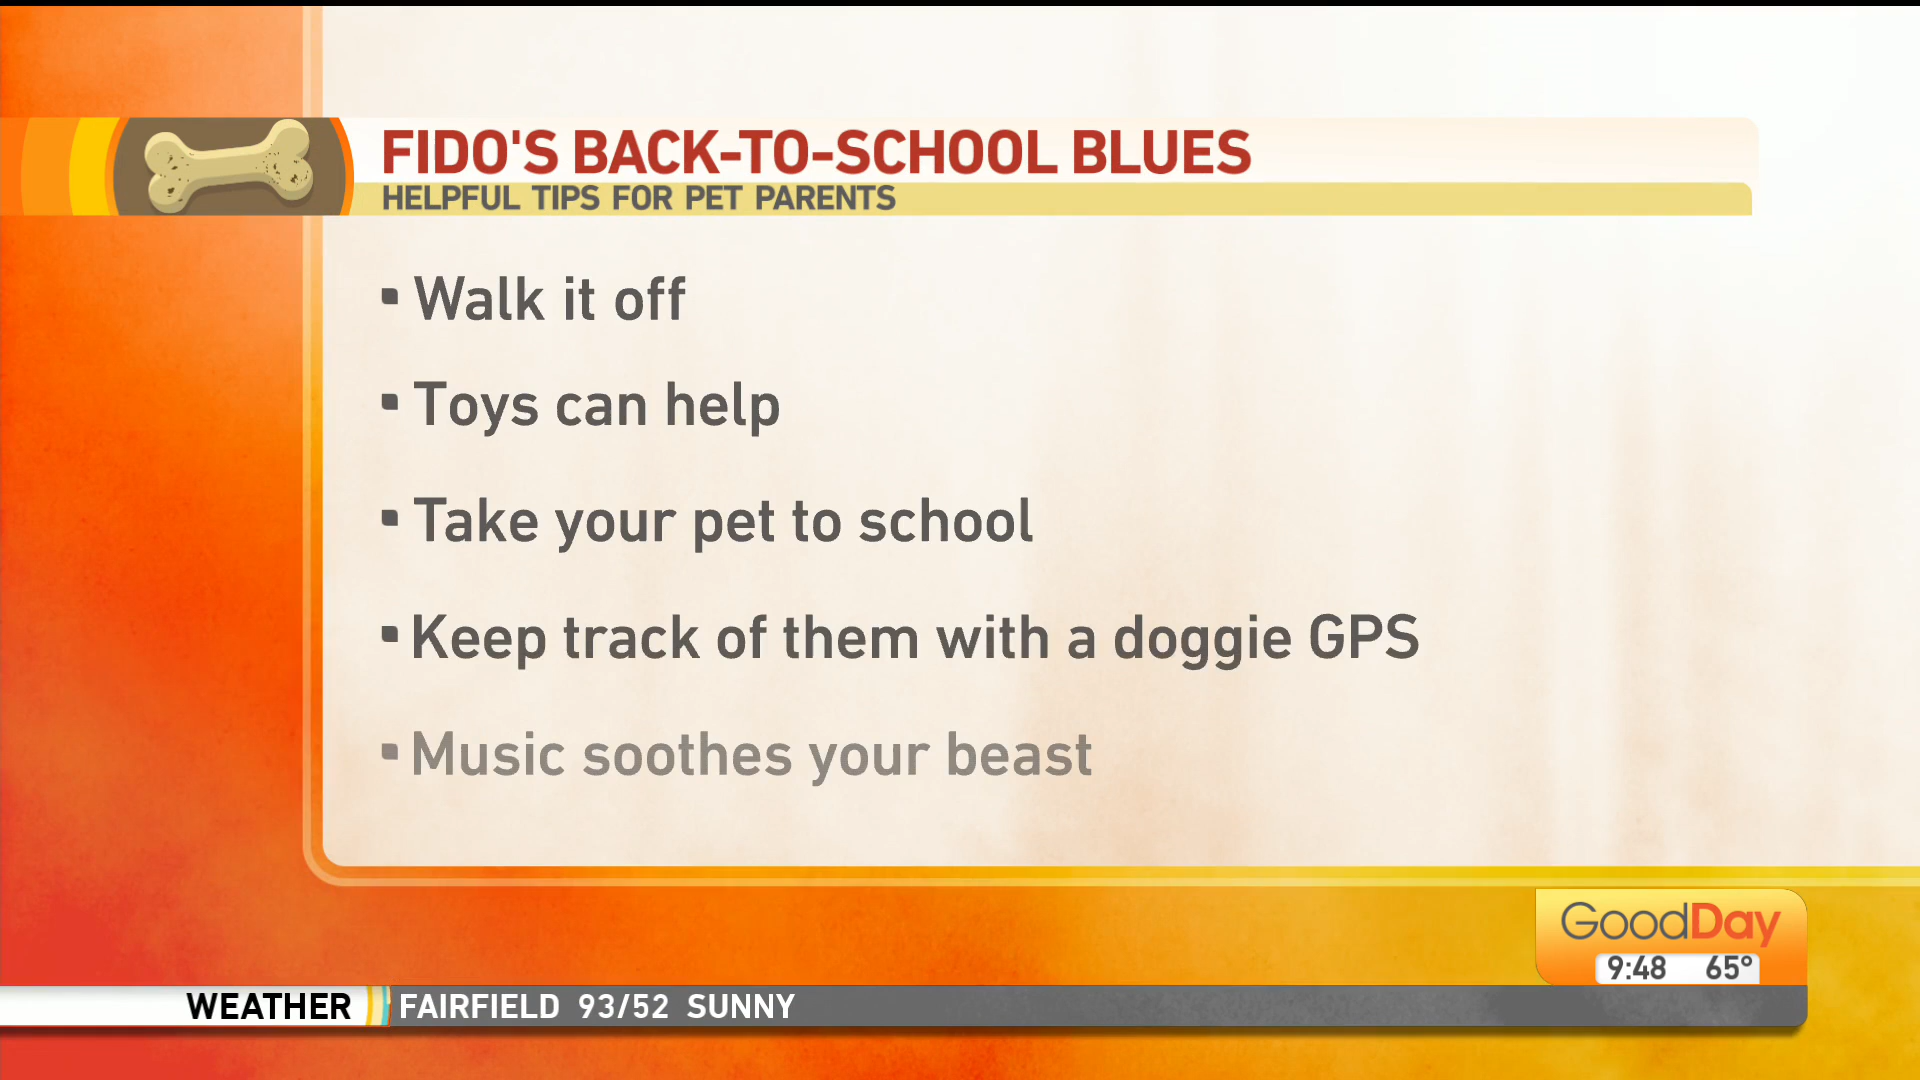 FIDO'S BACK-TO-SCHOOL BLUES
HELPFUL TIPS FOR PET PARENTS
▪ Walk it off
▪ Toys can help
▪ Take your pet to school
▪ Keep track of them with a doggie GPS
▪ Music soothes your beast
GoodDay
9:48 65°
WEATHER FAIRFIELD 93/52 SUNNY